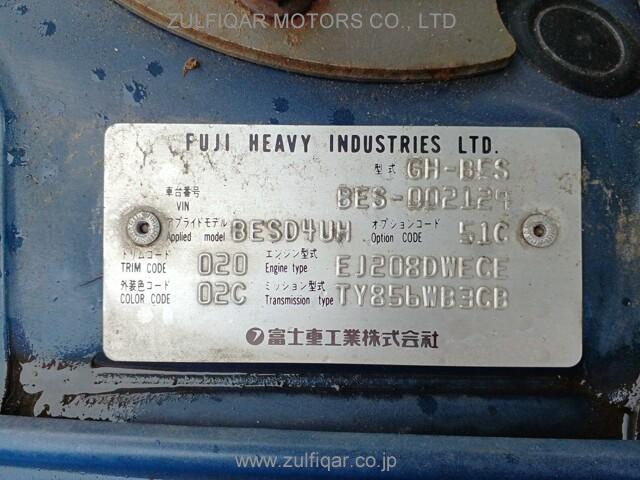 ZULFIQAR MOTORS CO., LTD
FUJI HEAVY INDUSTRIES LTD.
型式 GH-BES
車台番号 VIN BES-002124
アプライドモデル Applied model BESD4UH オプションコード Option CODE 51C
トリムコード TRIM CODE 020 エンジン型式 Engine type EJ208DWECE
外装色コード COLOR CODE 02C ミッション型式 Transmission type TY856WB3CB
富士重工業株式会社
www.zulfiqar.co.jp